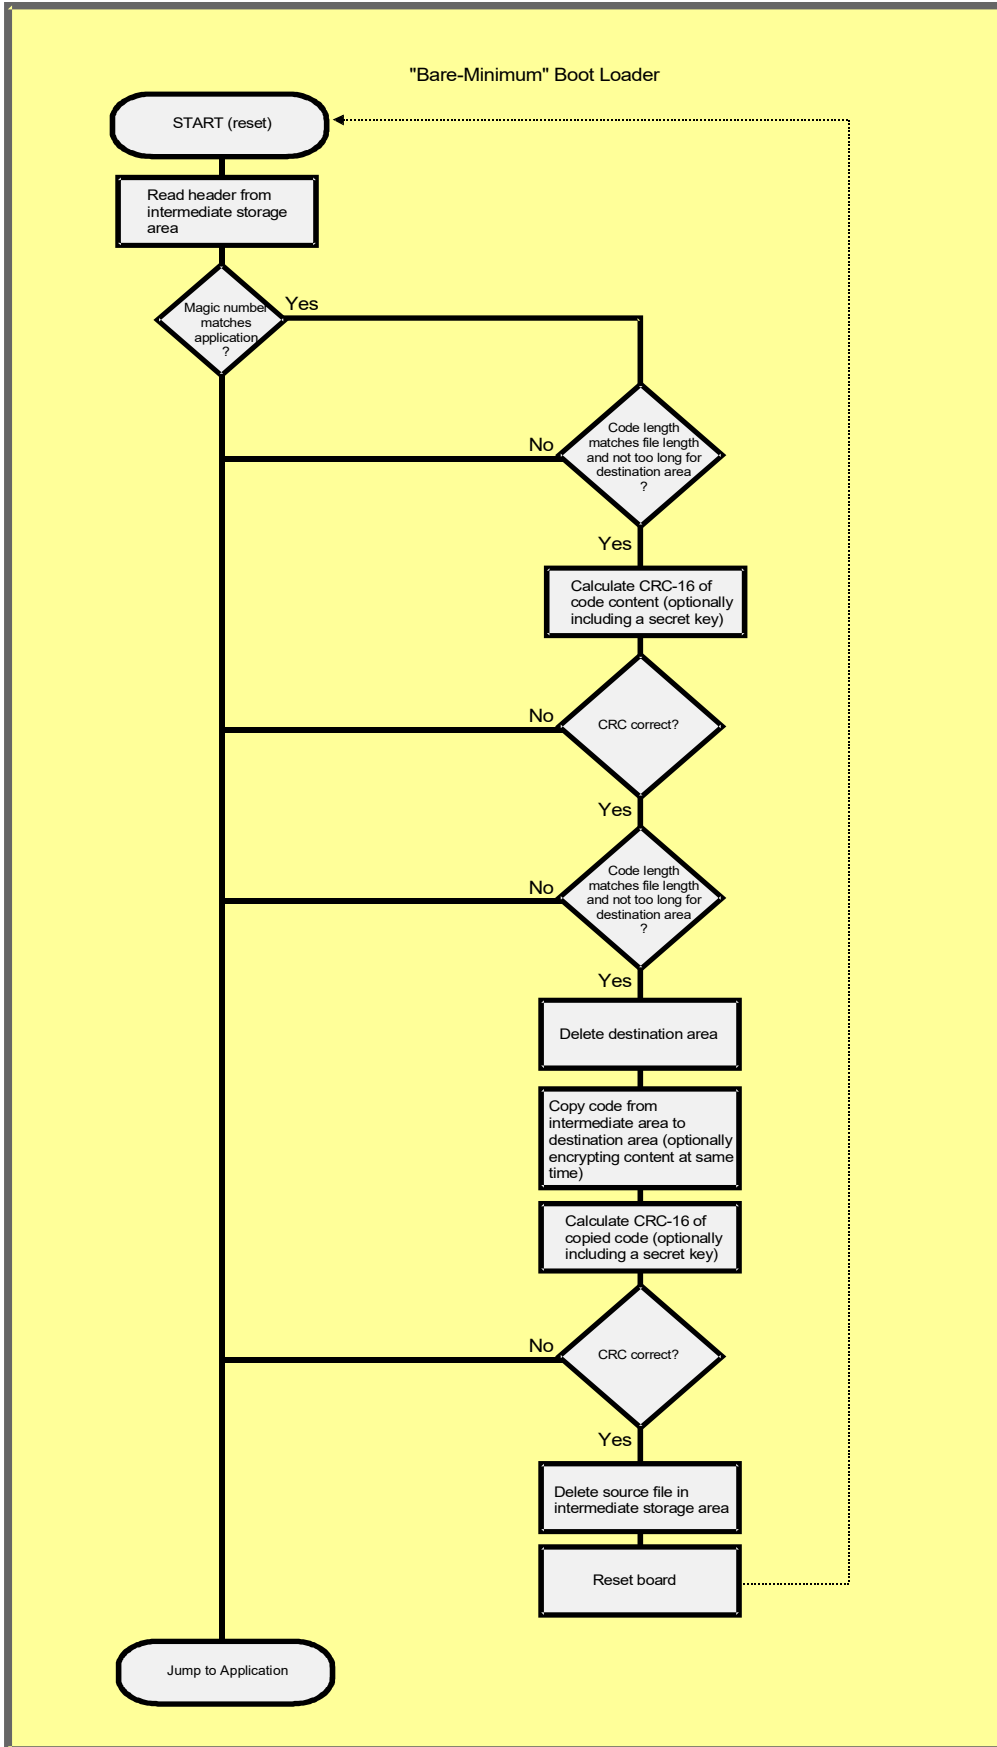 "Bare-Minimum" Boot Loader
START (reset)
Read header from
intermediate storage
area
Yes
Magic number
matches
application
?
Code length
matches file length
and not too long for
destination area
?
No
Yes
Calculate CRC-16 of
code content (optionally
including a secret key)
No
CRC correct?
Yes
Code length
matches file length
and not too long for
destination area
?
No
Yes
Delete destination area
Copy code from
intermediate area to
destination area (optionally
encrypting content at same
time)
Calculate CRC-16 of
copied code (optionally
including a secret key)
No
CRC correct?
Yes
Delete source file in
intermediate storage area
Reset board
Jump to Application